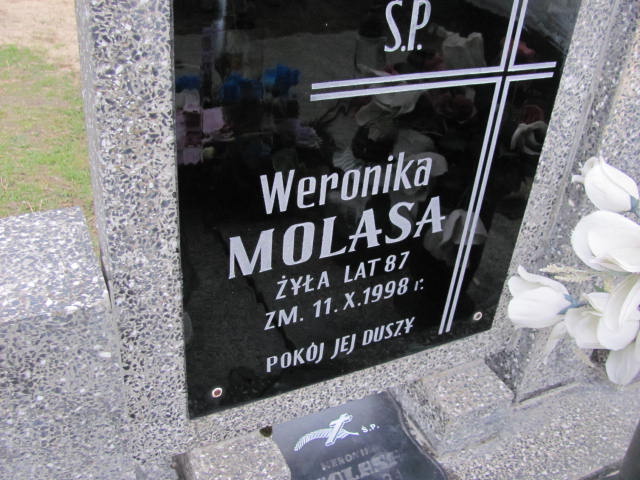 Ś.P.
Weronika
MOLASA
ŻYŁA LAT 87
ZM. 11.X.1998 r.
POKÓJ JEJ DUSZY
Ś.P.